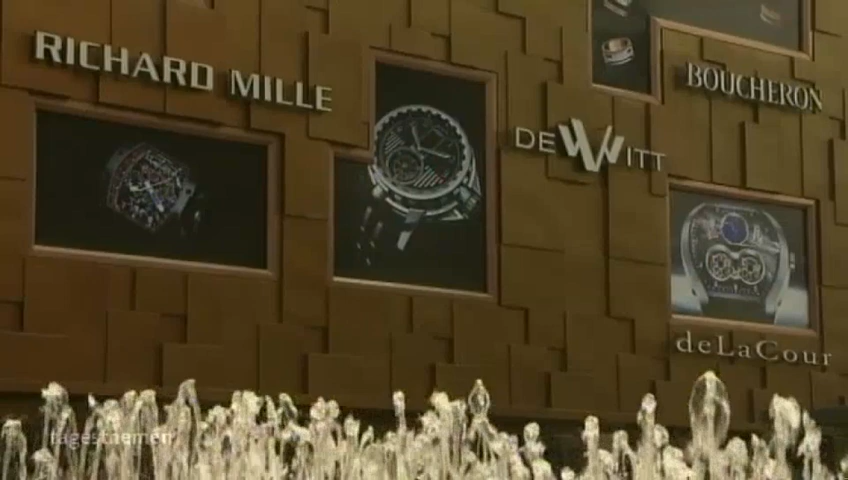 RICHARD MILLE
BOUCHERON
DEWITT
deLaCour
tagesthemen